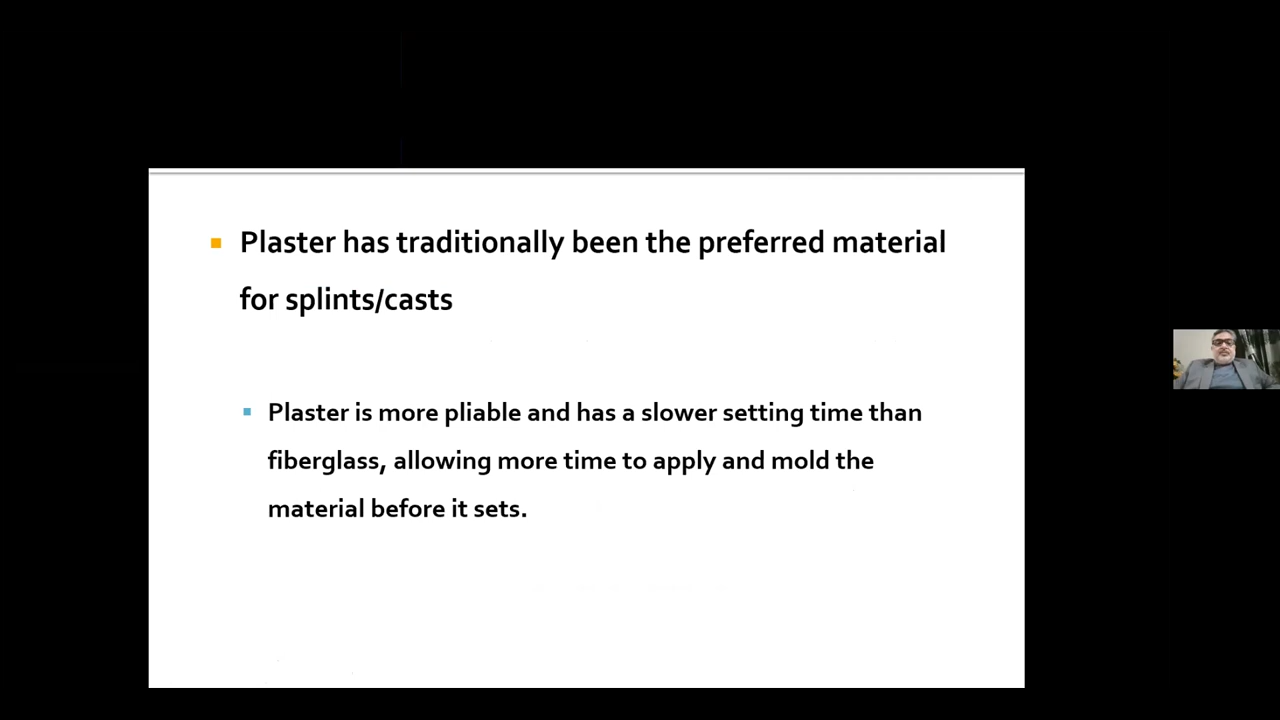 Plaster has traditionally been the preferred material
for splints/casts
Plaster is more pliable and has a slower setting time than
fiberglass, allowing more time to apply and mold the
material before it sets.